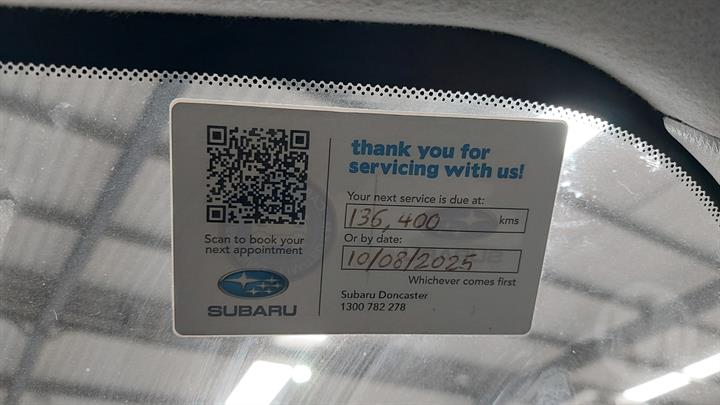 thank you for
servicing with us!
Your next service is due at:
136,400 kms
Or by date:
10/08/2025
Whichever comes first
Subaru Doncaster
1300 782 278
Scan to book your
next appointment
SUBARU